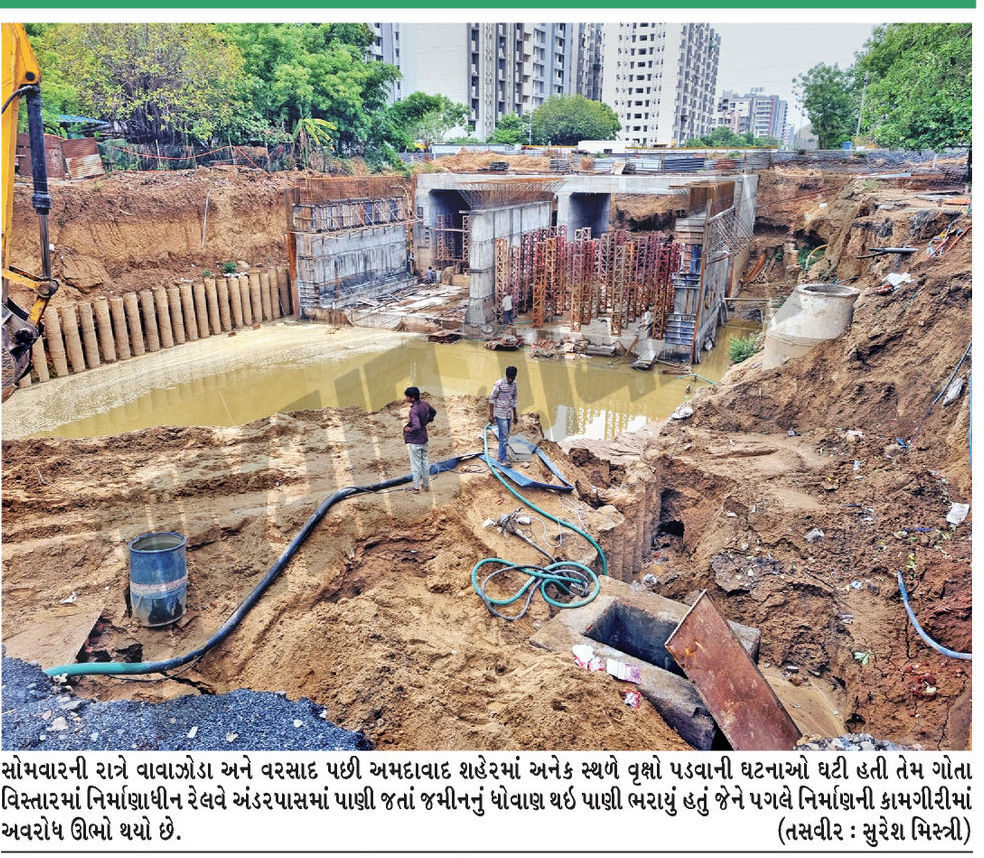 સોમવારની રાત્રે વાવાઝોડા અને વરસાદ પછી અમદાવાદ શહેરમાં અનેક સ્થળે વૃક્ષો પડવાની ઘટનાઓ ઘટી હતી તેમ ગોતા
વિસ્તારમાં નિર્માણાધીન રેલવે અંડરપાસમાં પાણી જતાં જમીનનું ધોવાણ થઇ પાણી ભરાયું હતું જેને પગલે નિર્માણની કામગીરીમાં
અવરોધ ઊભો થયો છે. (તસવીર : સુરેશ મિસ્ત્રી)